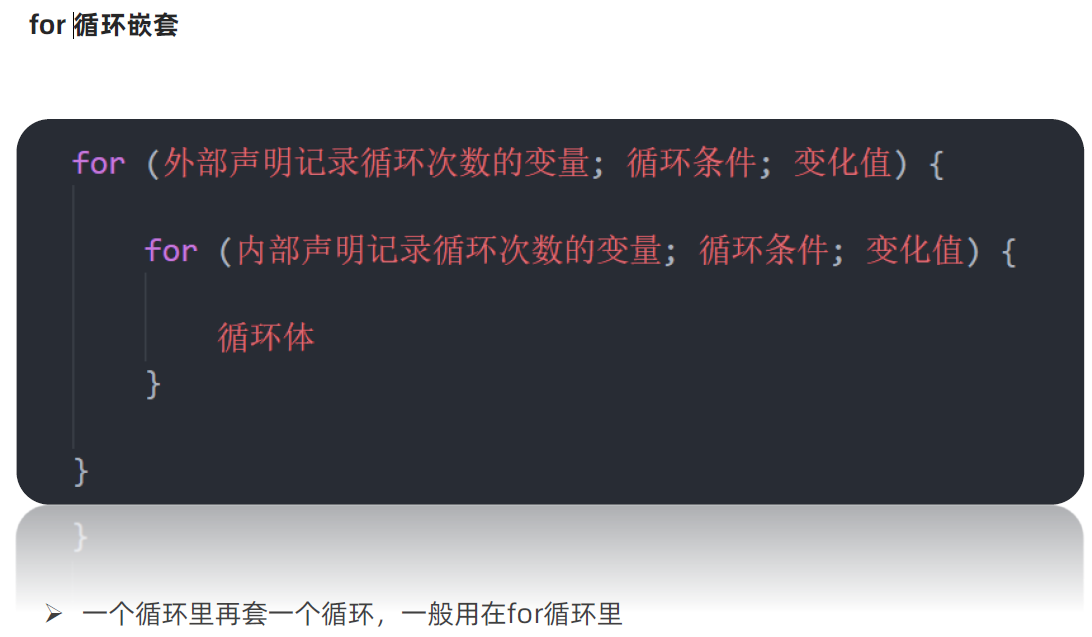 for 循环嵌套
for (外部声明记录循环次数的变量; 循环条件; 变化值) {
for (内部声明记录循环次数的变量; 循环条件; 变化值) {
循环体
}
}
}
➢ 一个循环里再套一个循环，一般用在for循环里